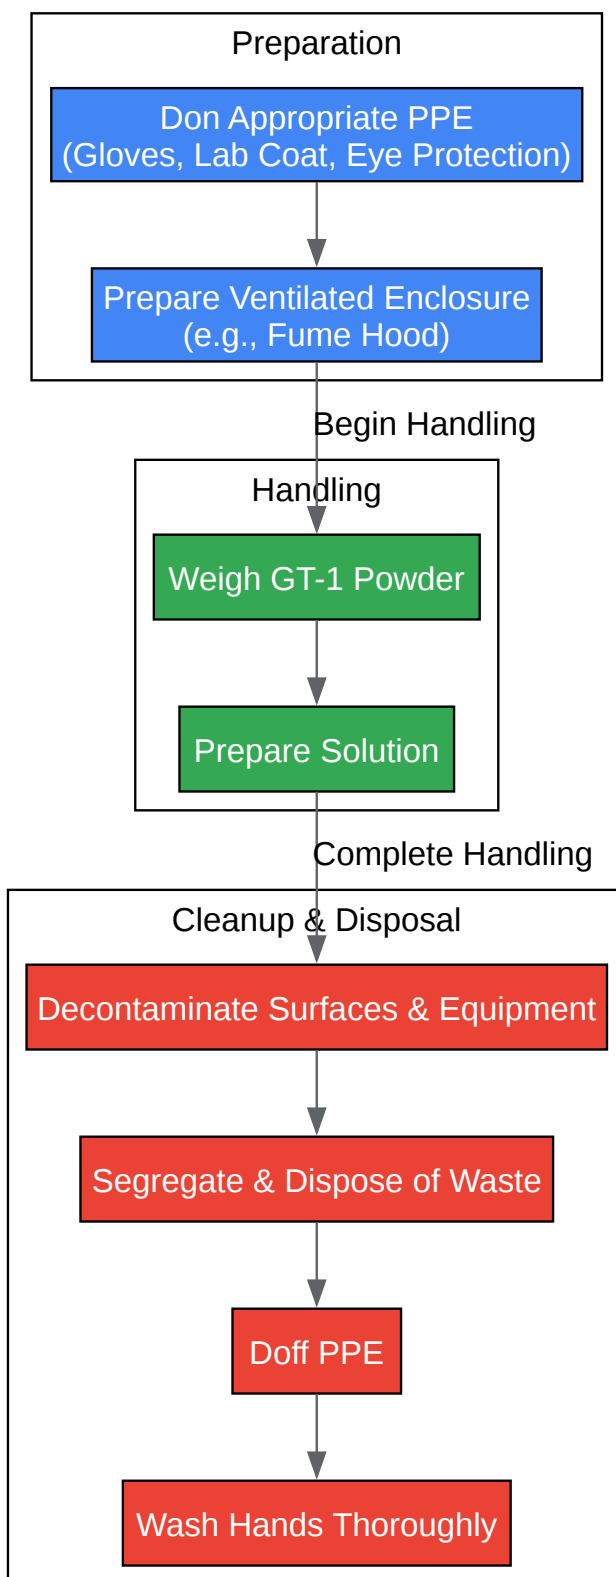 Preparation
Don Appropriate PPE
(Gloves, Lab Coat, Eye Protection)
Prepare Ventilated Enclosure
(e.g., Fume Hood)
Begin Handling
Handling
Weigh GT-1 Powder
Prepare Solution
Complete Handling
Cleanup & Disposal
Decontaminate Surfaces & Equipment
Segregate & Dispose of Waste
Doff PPE
Wash Hands Thoroughly